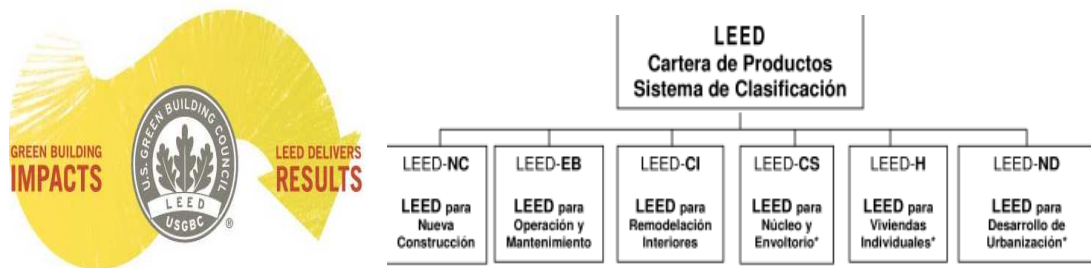 GREEN BUILDING
IMPACTS
U.S. GREEN BUILDING COUNCIL
LEED
USGBC
®
LEED DELIVERS
RESULTS
LEED
Cartera de Productos
Sistema de Clasificación
LEED-NC
LEED para
Nueva
Construcción
LEED-EB
LEED para
Operación y
Mantenimiento
LEED-CI
LEED para
Remodelación
Interiores
LEED-CS
LEED para
Núcleo y
Envoltorio*
LEED-H
LEED para
Viviendas
Individuales*
LEED-ND
LEED para
Desarrollo de
Urbanización*